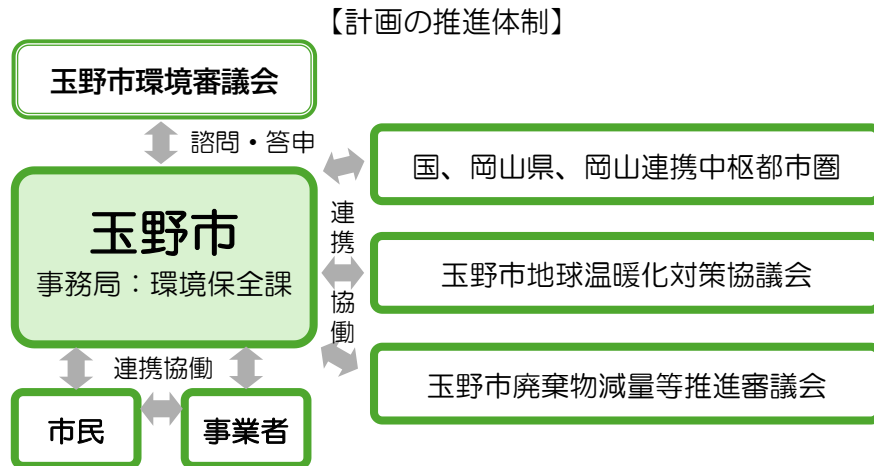 【計画の推進体制】
玉野市環境審議会
諮問・答申
国、岡山県、岡山連携中枢都市圏
玉野市
事務局：環境保全課
連携
協働
玉野市地球温暖化対策協議会
玉野市廃棄物減量等推進審議会
連携協働
市民
事業者